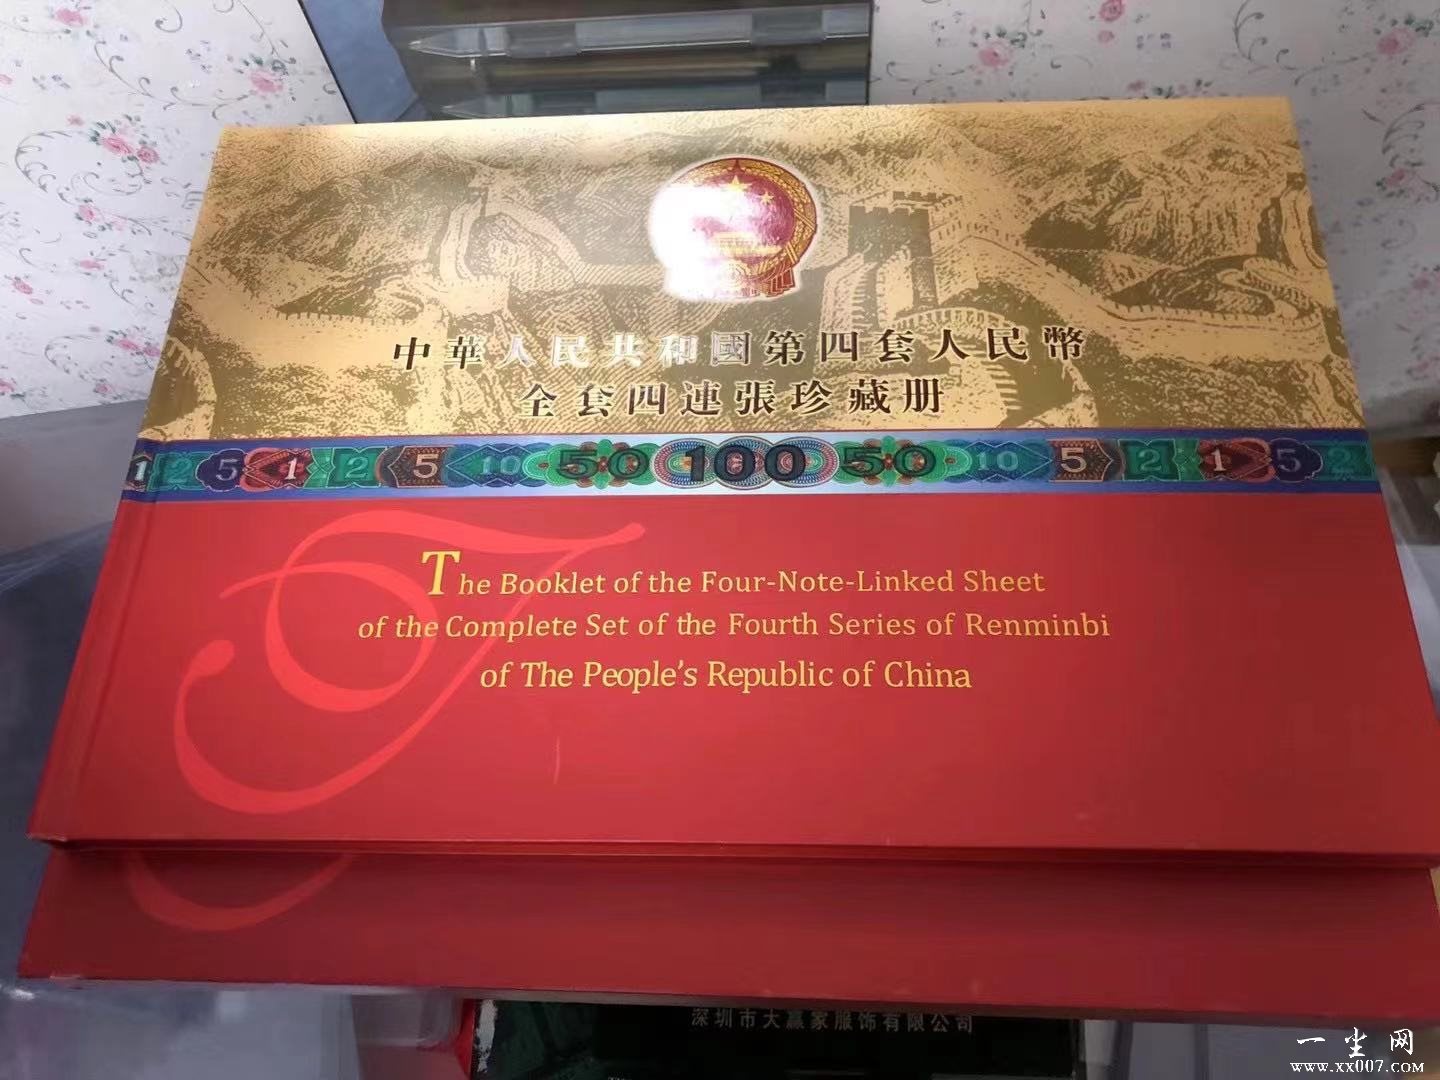 中華人民共和國第四套人民幣
全套四連張珍藏册
1 2 5 1 2 5 10 50 100 50 10 5 2 1 5 2
The Booklet of the Four-Note-Linked Sheet
of the Complete Set of the Fourth Series of Renminbi
of The People's Republic of China
深圳市大赢家服饰有限公司
一尘网
www.xx007.com